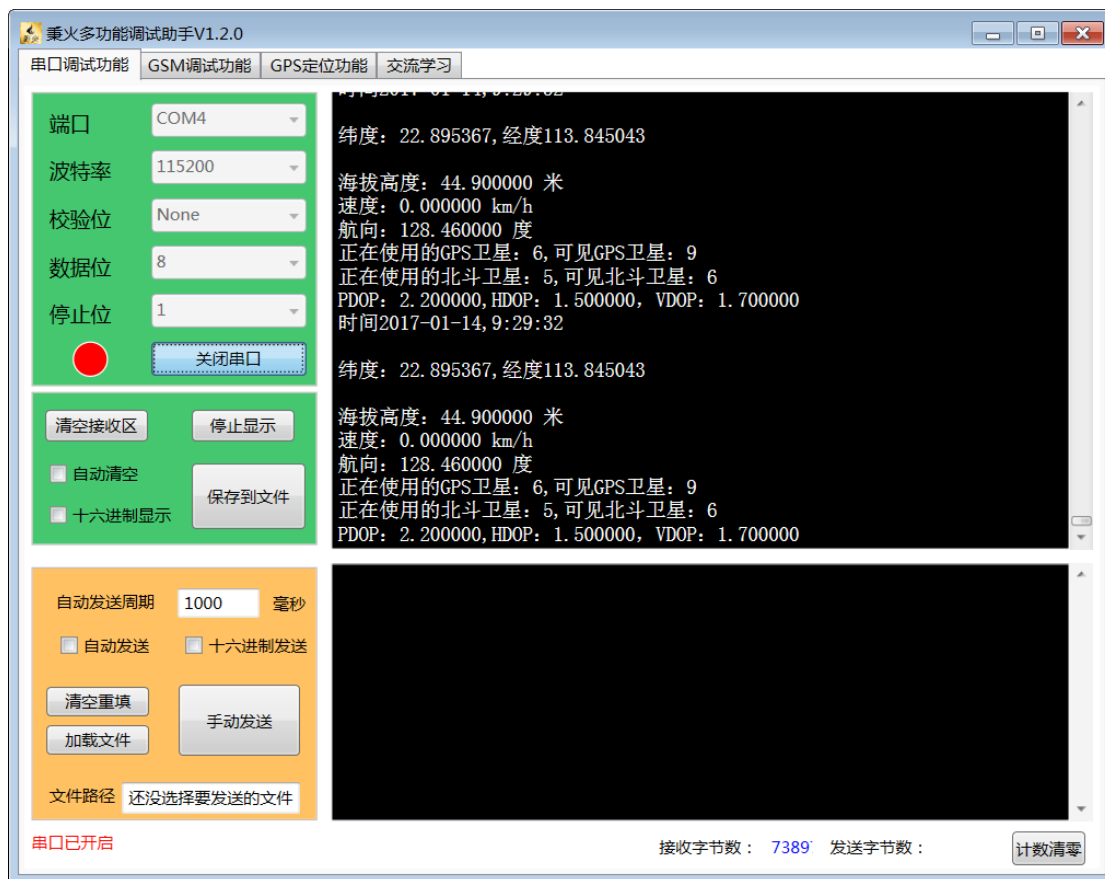 秉火多功能调试助手V1.2.0
串口调试功能 GSM调试功能 GPS定位功能 交流学习
端口 COM4
波特率 115200
校验位 None
数据位 8
停止位 1
关闭串口
清空接收区 停止显示
自动清空
保存到文件
十六进制显示
时间2017-01-14,9:29:32
纬度：22.895367,经度113.845043
海拔高度：44.900000 米
速度：0.000000 km/h
航向：128.460000 度
正在使用的GPS卫星：6,可见GPS卫星：9
正在使用的北斗卫星：5,可见北斗卫星：6
PDOP：2.200000,HDOP：1.500000，VDOP：1.700000
时间2017-01-14,9:29:32
纬度：22.895367,经度113.845043
海拔高度：44.900000 米
速度：0.000000 km/h
航向：128.460000 度
正在使用的GPS卫星：6,可见GPS卫星：9
正在使用的北斗卫星：5,可见北斗卫星：6
PDOP：2.200000,HDOP：1.500000，VDOP：1.700000
自动发送周期 1000 毫秒
自动发送 十六进制发送
清空重填
手动发送
加载文件
文件路径 还没选择要发送的文件
串口已开启
接收字节数： 7389 发送字节数：
计数清零